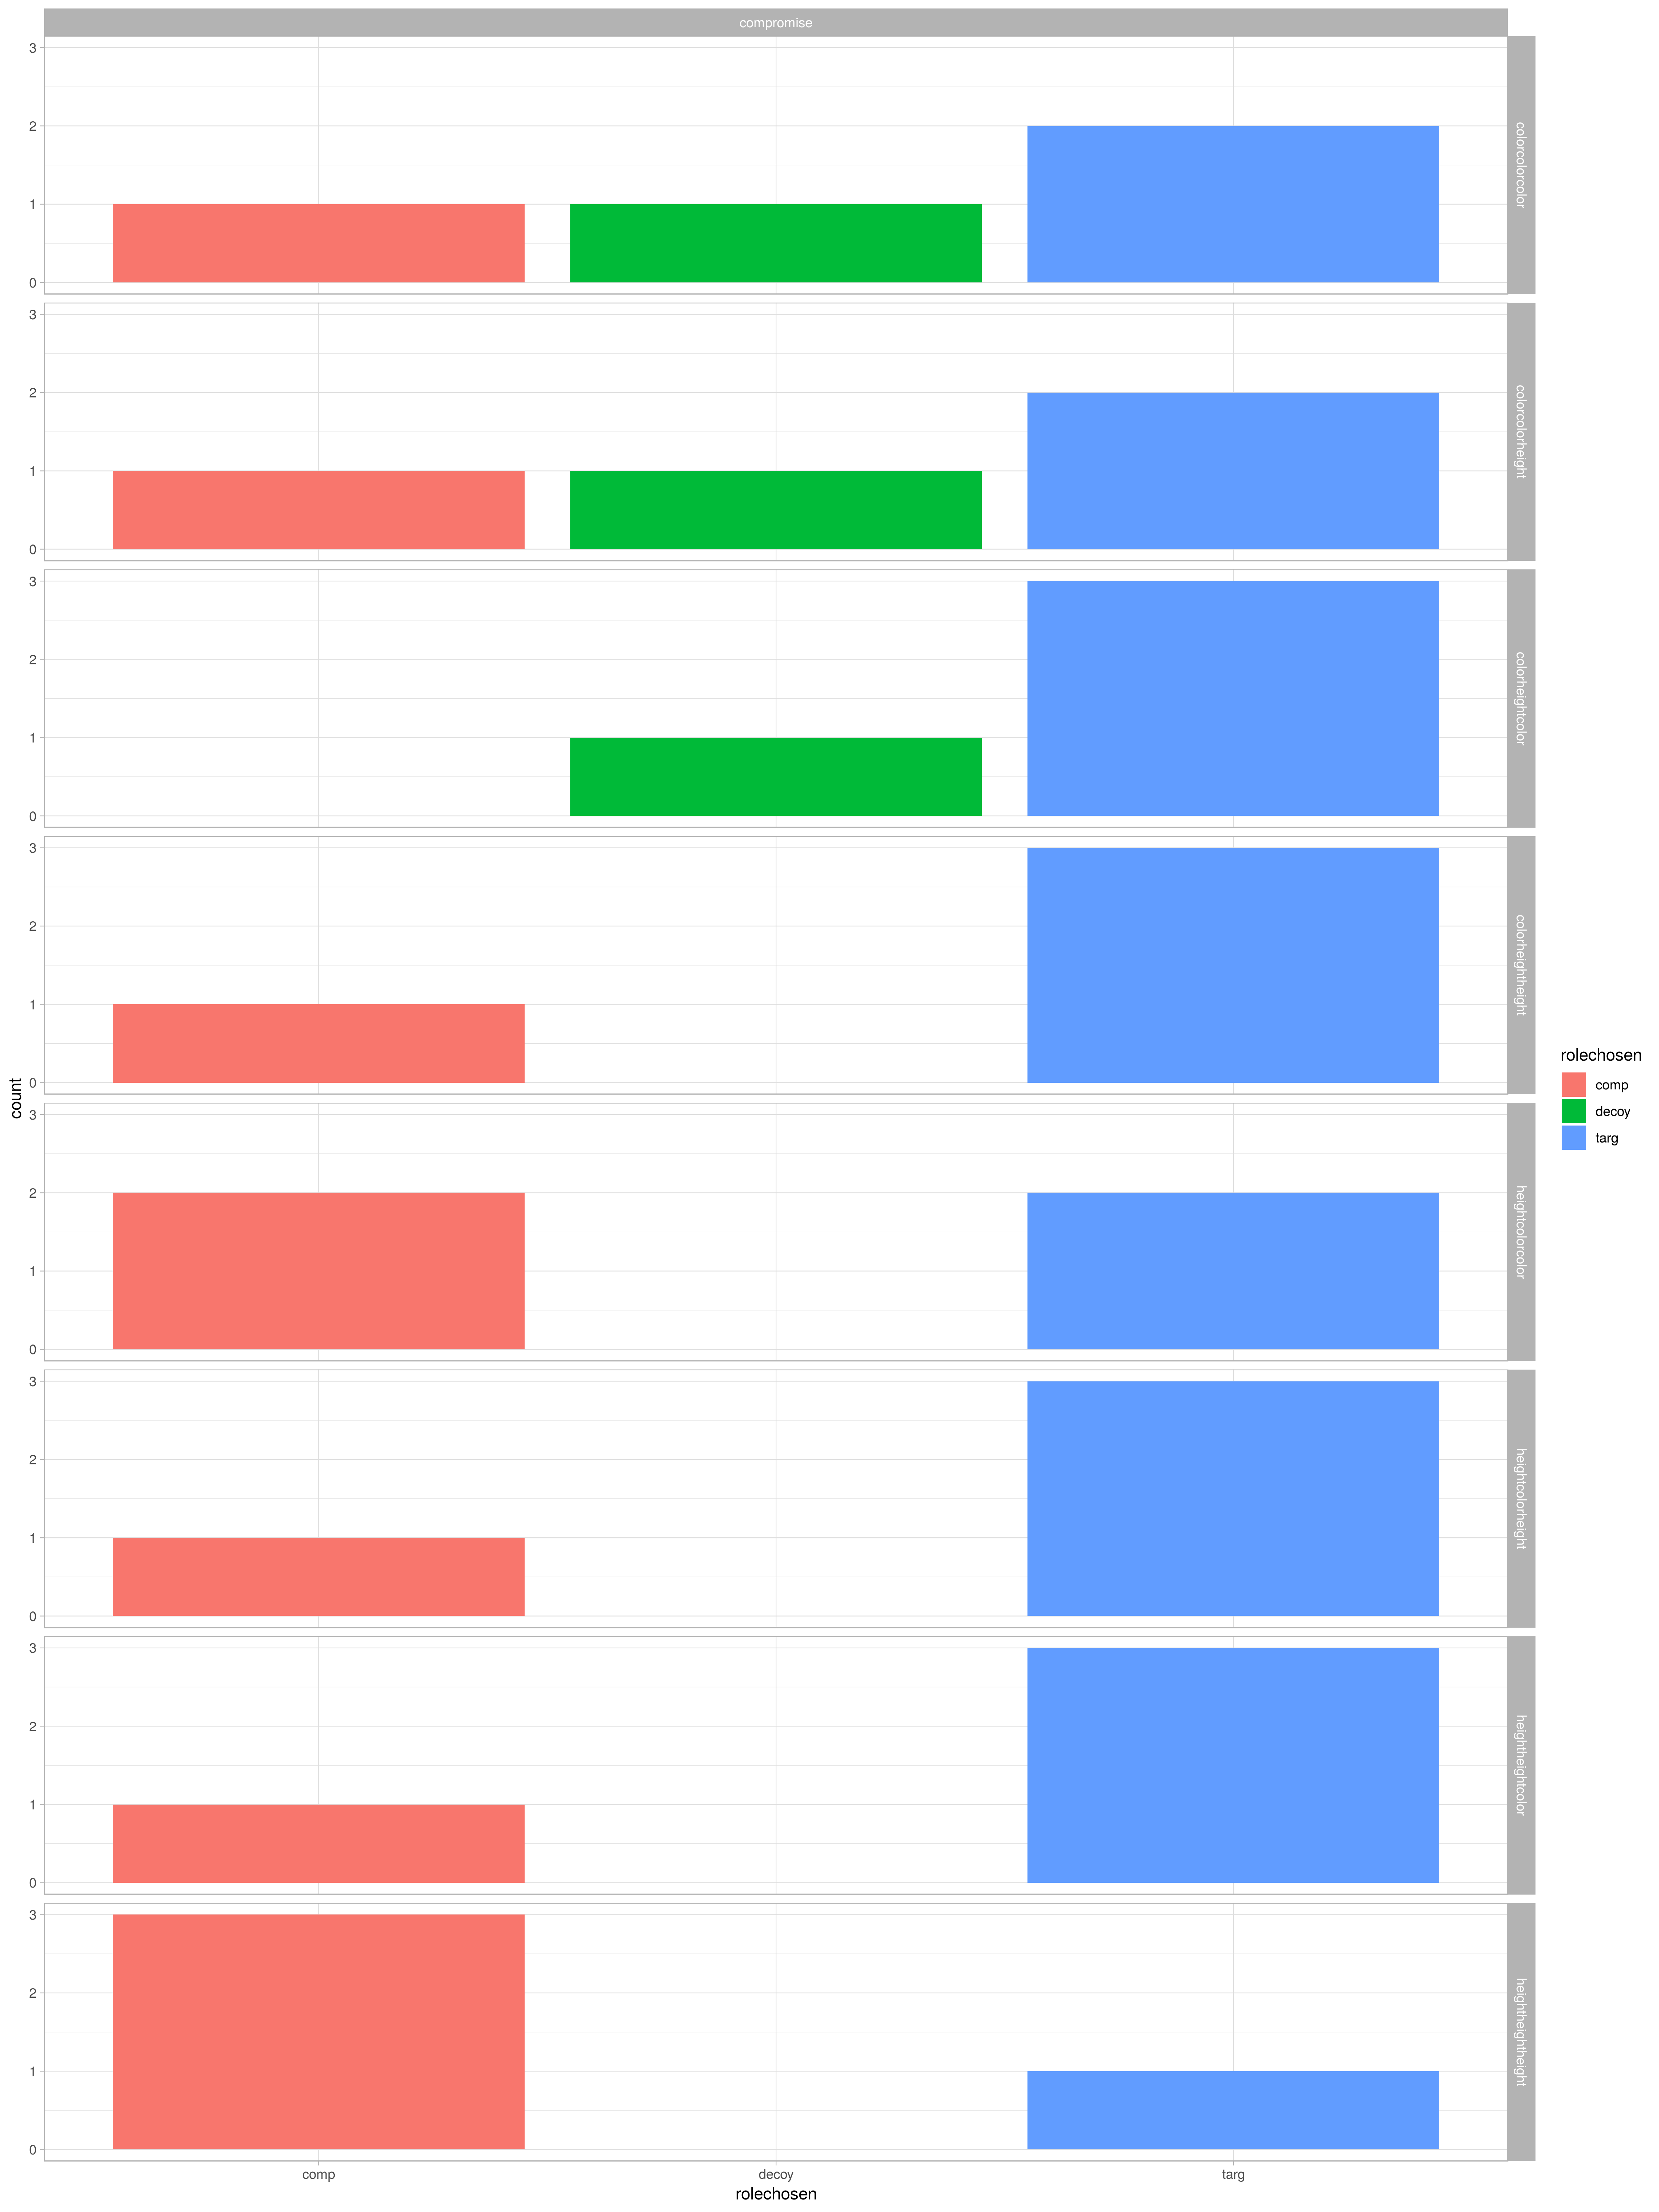 compromise
3
2
1
0
colorcolorcolor
3
2
1
0
colorcolorheight
3
2
1
0
colorheightcolor
3
2
1
0
colorheightheight
3
2
1
0
heightcolorcolor
3
2
1
0
heightcolorheight
3
2
1
0
heightheightcolor
3
2
1
0
heightheightheight
comp decoy targ
rolechosen
count
rolechosen
comp
decoy
targ